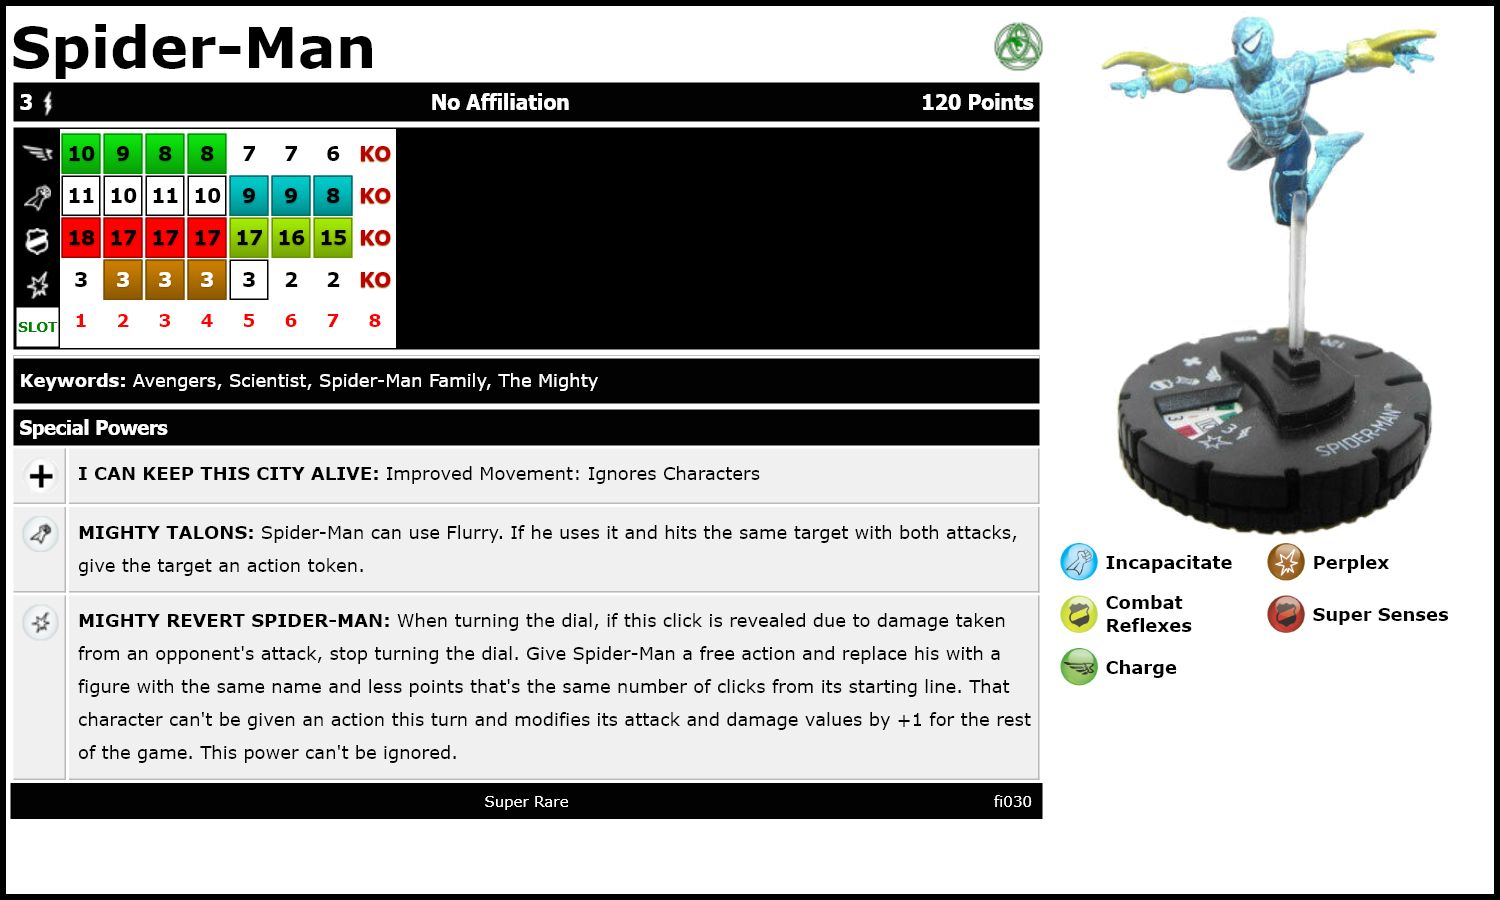 Spider-Man
3 No Affiliation 120 Points
10 9 8 8 7 7 6 KO
11 10 11 10 9 9 8 KO
18 17 17 17 17 16 15 KO
3 3 3 3 3 2 2 KO
SLOT 1 2 3 4 5 6 7 8
Keywords: Avengers, Scientist, Spider-Man Family, The Mighty
Special Powers
I CAN KEEP THIS CITY ALIVE: Improved Movement: Ignores Characters
MIGHTY TALONS: Spider-Man can use Flurry. If he uses it and hits the same target with both attacks,
give the target an action token.
MIGHTY REVERT SPIDER-MAN: When turning the dial, if this click is revealed due to damage taken
from an opponent's attack, stop turning the dial. Give Spider-Man a free action and replace his with a
figure with the same name and less points that's the same number of clicks from its starting line. That
character can't be given an action this turn and modifies its attack and damage values by +1 for the rest
of the game. This power can't be ignored.
Super Rare fi030
120
SPIDER-MAN
Incapacitate Perplex
Combat
Reflexes
Super Senses
Charge